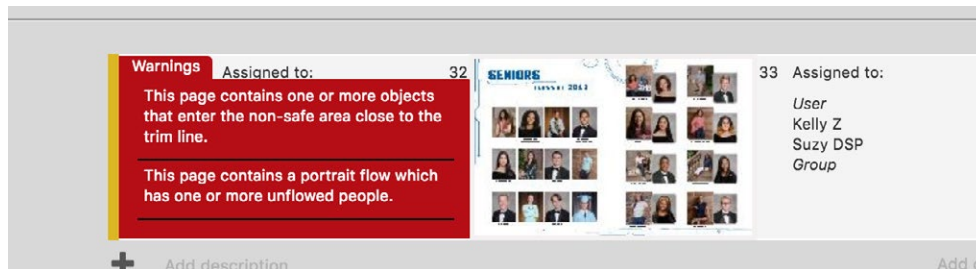 Warnings
Assigned to:
32
This page contains one or more objects
that enter the non-safe area close to the
trim line.
This page contains a portrait flow which
has one or more unflowed people.
SENIORS
33
Assigned to:
User
Kelly Z
Suzy DSP
Group
Add description
Add